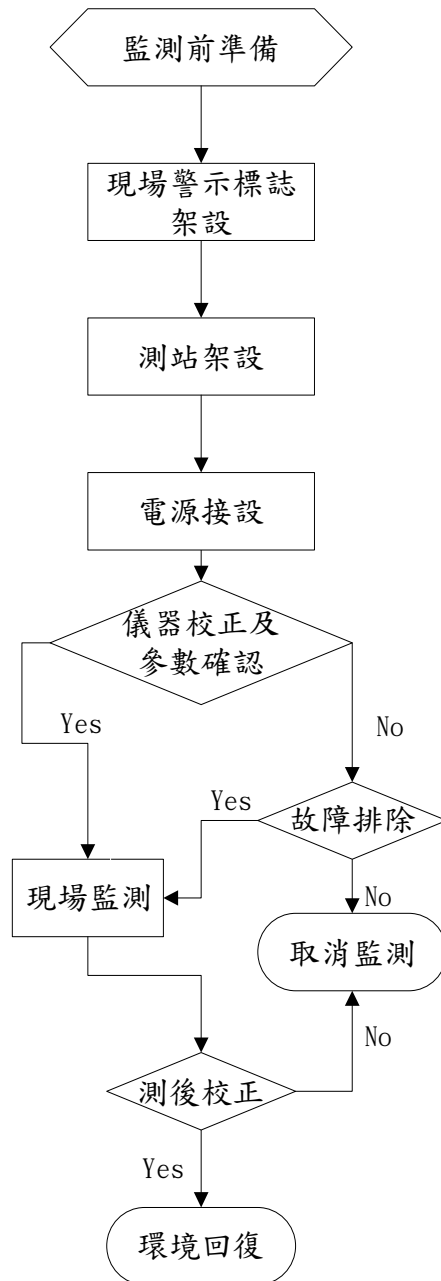 監測前準備
現場警示標誌
架設
測站架設
電源接設
儀器校正及
參數確認
Yes
No
Yes
故障排除
現場監測
No
取消監測
No
測後校正
Yes
環境回復